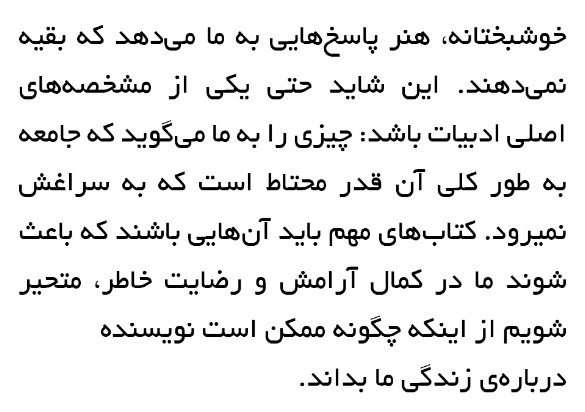 خوشبختانه، هنر پاسخ‌هایی به ما می‌دهد که بقیه
نمی‌دهند. این شاید حتی یکی از مشخصه‌های
اصلی ادبیات باشد: چیزی را به ما می‌گوید که جامعه
به طور کلی آن قدر محتاط است که به سراغش
نمیرود. کتاب‌های مهم باید آن‌هایی باشند که باعث
شوند ما در کمال آرامش و رضایت خاطر، متحیر
شویم از اینکه چگونه ممکن است نویسنده
درباره‌ی زندگی ما بداند.